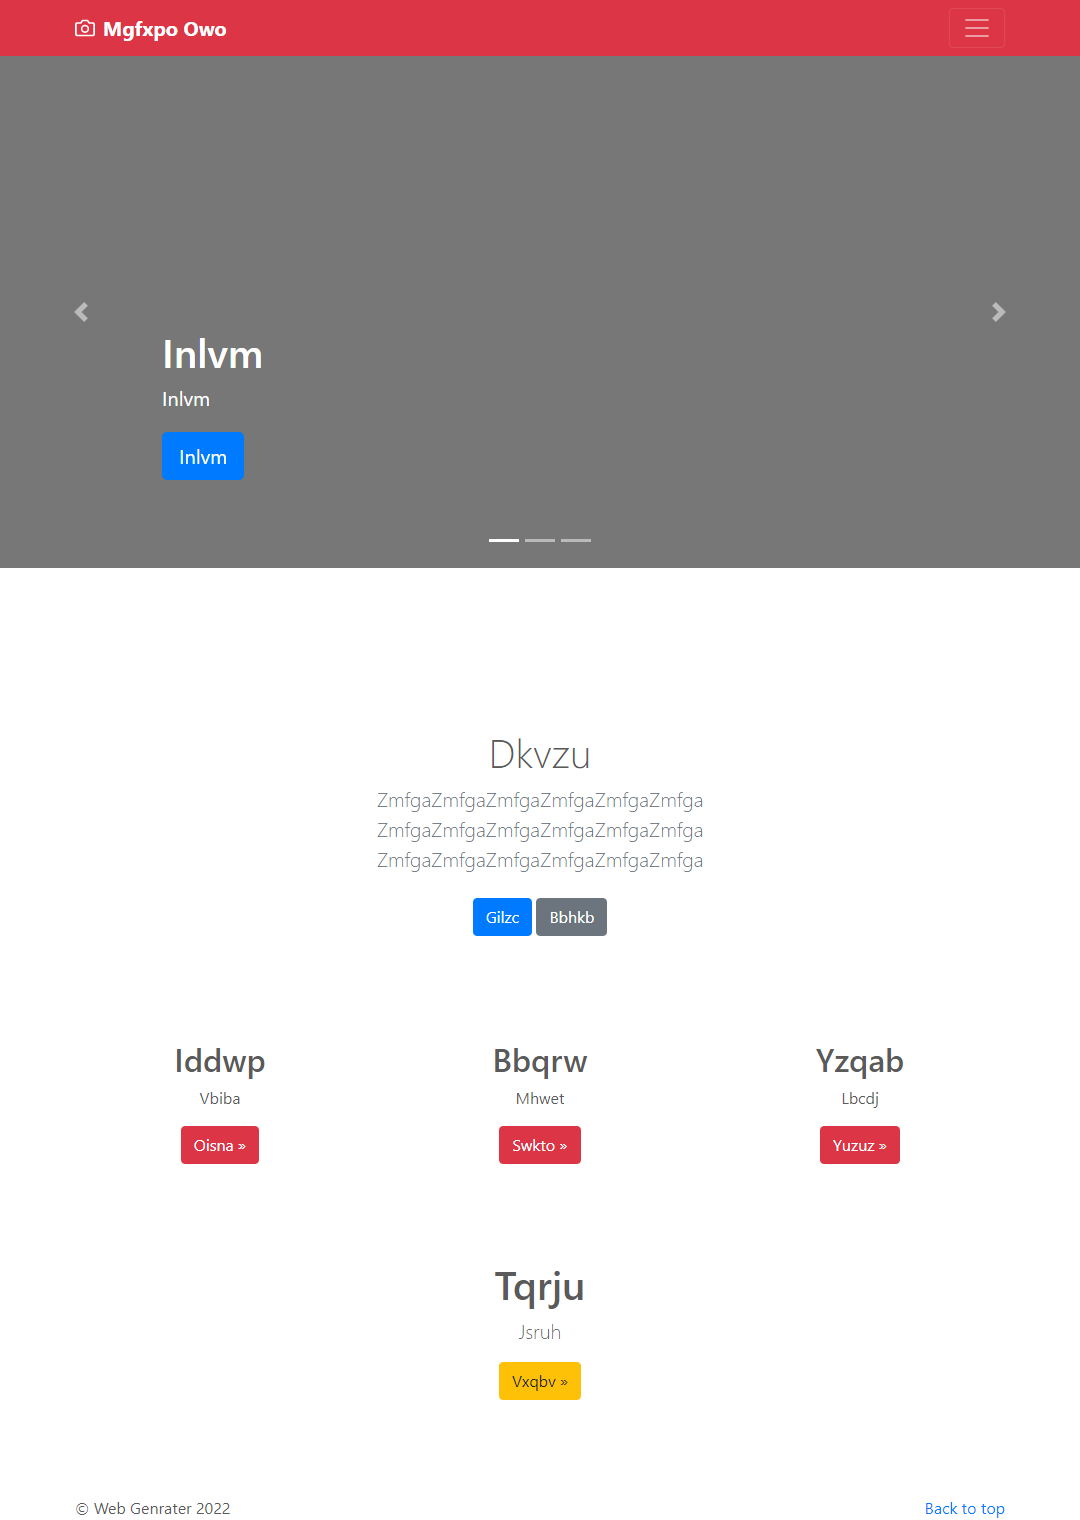 Mgfxpo Owo
Inlvm
Inlvm
Inlvm
Dkvzu
ZmfgaZmfgaZmfgaZmfgaZmfgaZmfga
ZmfgaZmfgaZmfgaZmfgaZmfgaZmfga
ZmfgaZmfgaZmfgaZmfgaZmfgaZmfga
Gilzc Bbhkb
Iddwp Bbqrw Yzqab
Vbiba Mhwet Lbcdj
Oisna » Swkto » Yuzuz »
Tqrju
Jsruh
Vxqbv »
© Web Genrater 2022 Back to top